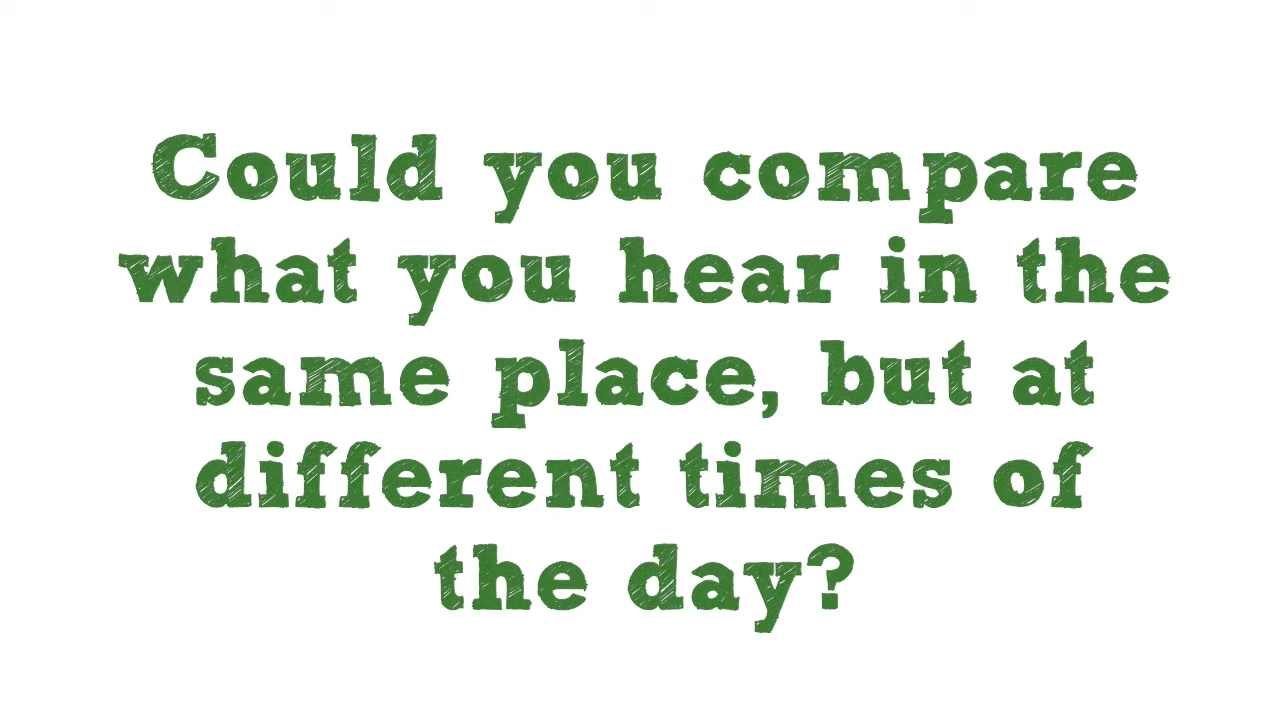 Could you compare
what you hear in the
same place, but at
different times of
the day?